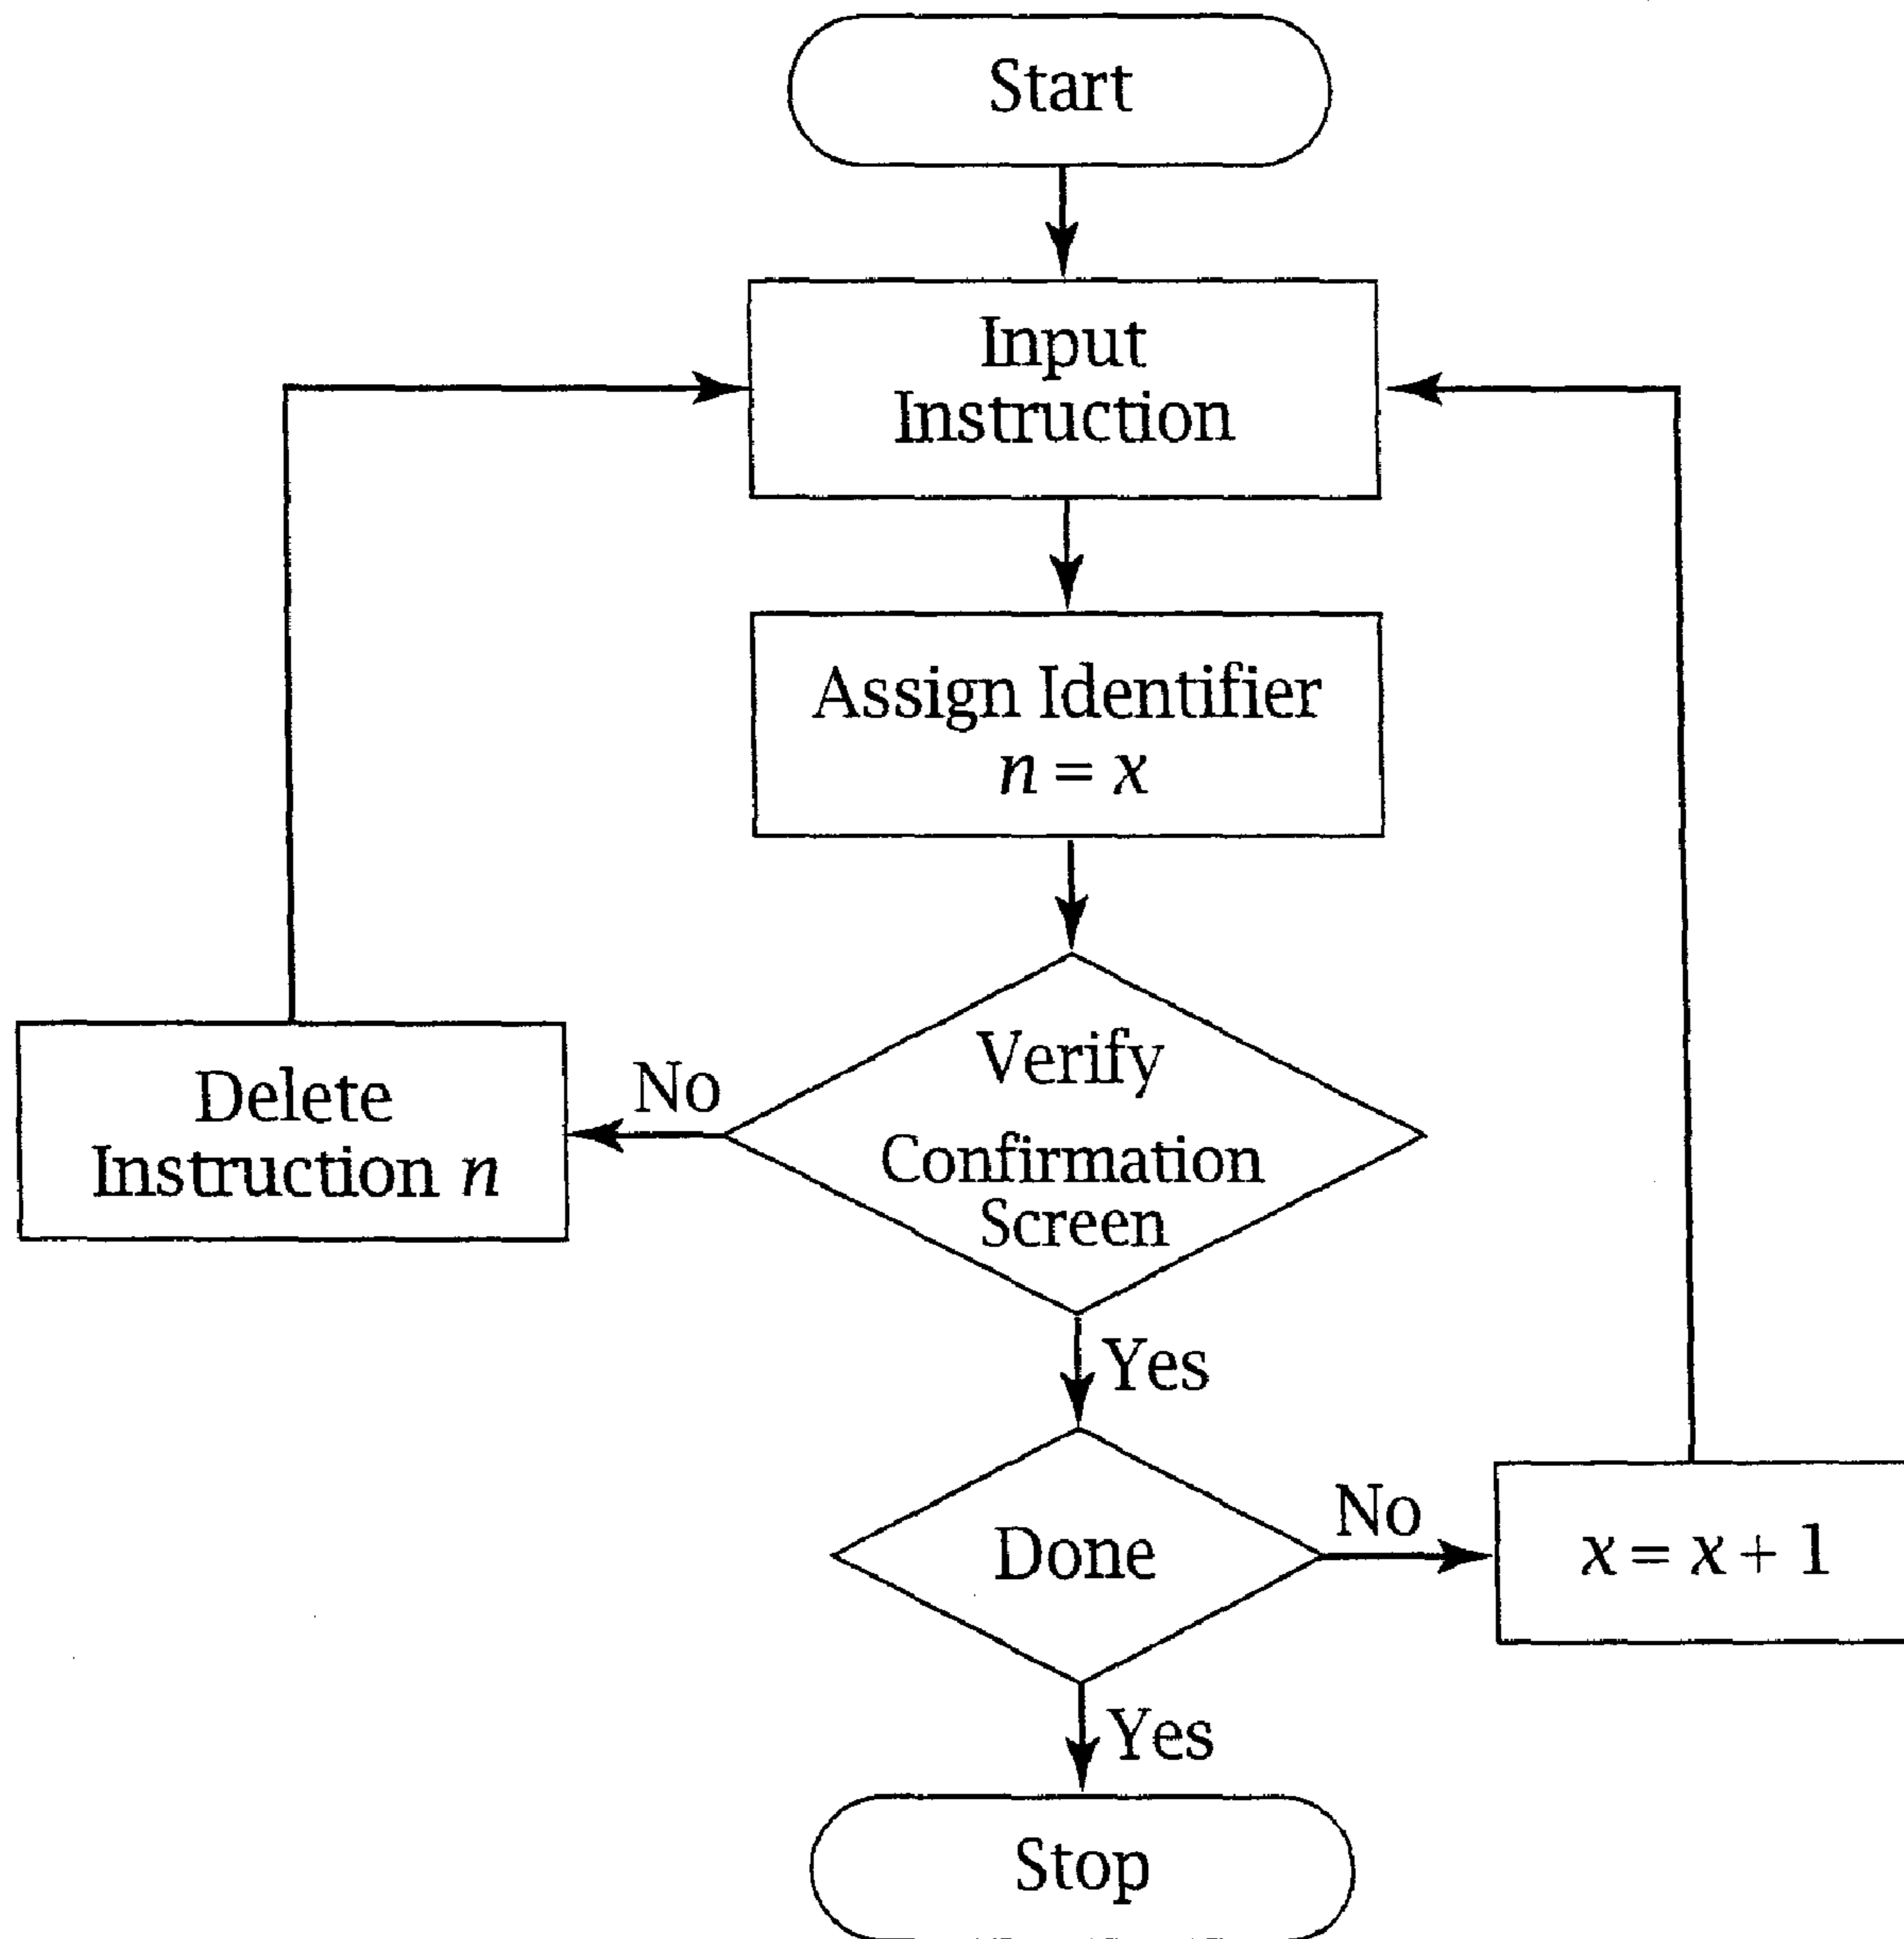 Start
Input
Instruction
Assign Identifier
n = x
Verify
Confirmation
Screen
No
Delete
Instruction n
Yes
Done
No
x = x + 1
Yes
Stop